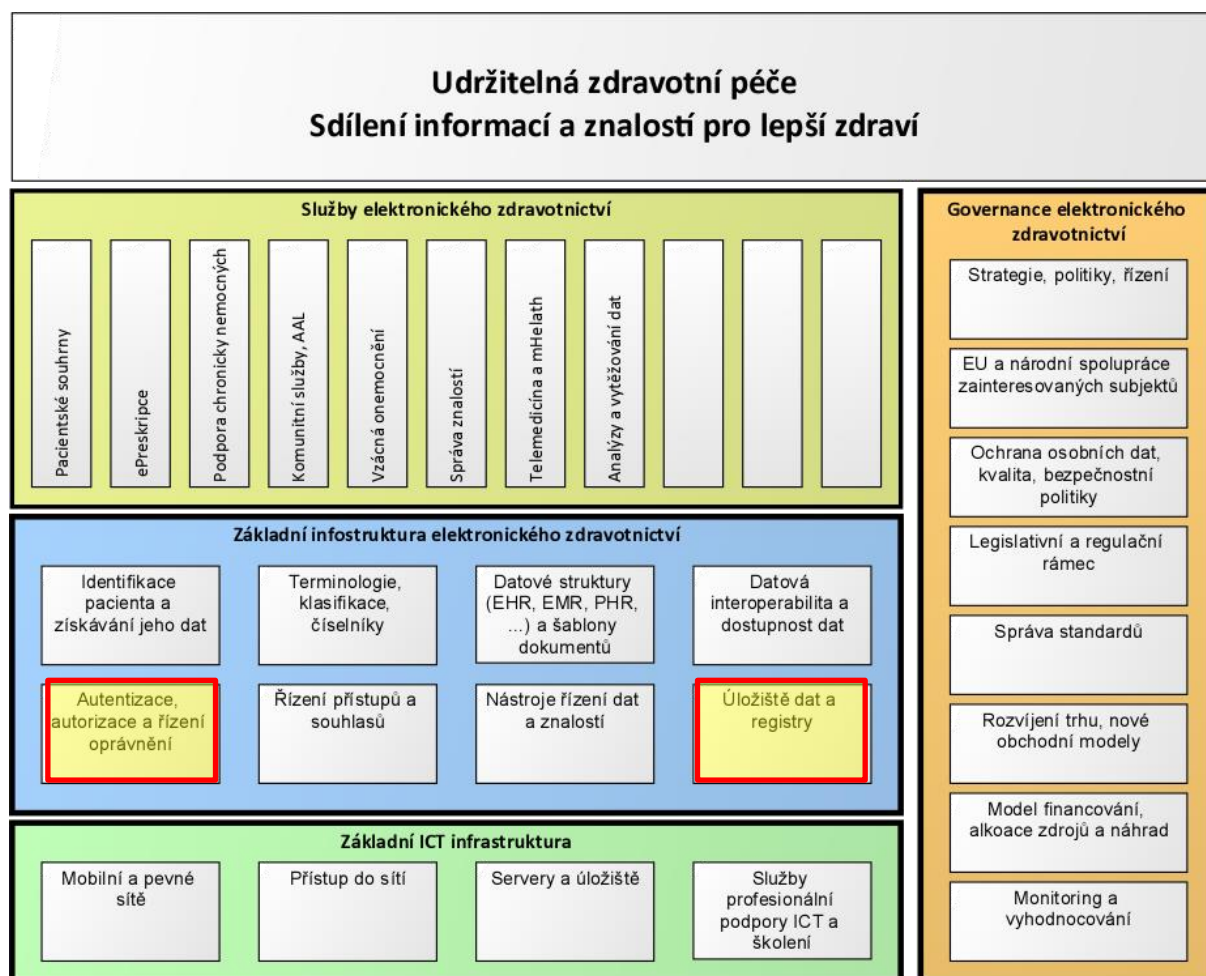 Udržitelná zdravotní péče
Sdílení informací a znalostí pro lepší zdraví
Služby elektronického zdravotnictví
Pacientské souhrny
ePreskripce
Podpora chronicky nemocných
Komunitní služby, AAL
Vzácná onemocnění
Správa znalostí
Telemedicína a mHelath
Analýzy a vytěžování dat
Základní infostruktura elektronického zdravotnictví
Identifikace
pacienta a
získávání jeho dat
Terminologie,
klasifikace,
číselníky
Datové struktury
(EHR, EMR, PHR,
...) a šablony
dokumentů
Datová
interoperabilita a
dostupnost dat
Autentizace,
autorizace a řízení
oprávnění
Řízení přístupů a
souhlasů
Nástroje řízení dat
a znalostí
Úložiště dat a
registry
Základní ICT infrastruktura
Mobilní a pevné
sítě
Přístup do sítí
Servery a úložiště
Služby
profesionální
podpory ICT a
školení
Governance elektronického
zdravotnictví
Strategie, politiky, řízení
EU a národní spolupráce
zainteresovaných subjektů
Ochrana osobních dat,
kvalita, bezpečnostní
politiky
Legislativní a regulační
rámec
Správa standardů
Rozvíjení trhu, nové
obchodní modely
Model financování,
alkoace zdrojů a náhrad
Monitoring a
vyhodnocování